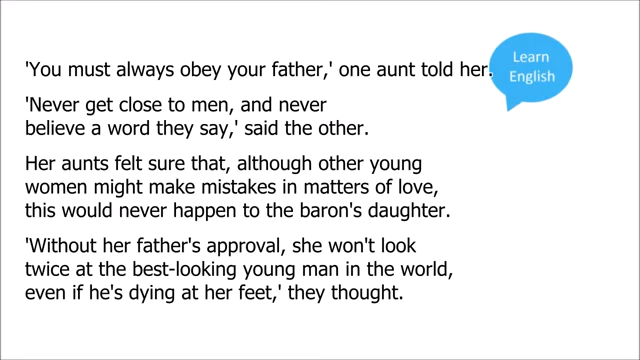 'You must always obey your father,' one aunt told her.
Learn
English
'Never get close to men, and never
believe a word they say,' said the other.
Her aunts felt sure that, although other young
women might make mistakes in matters of love,
this would never happen to the baron's daughter.
'Without her father's approval, she won't look
twice at the best-looking young man in the world,
even if he's dying at her feet,' they thought.